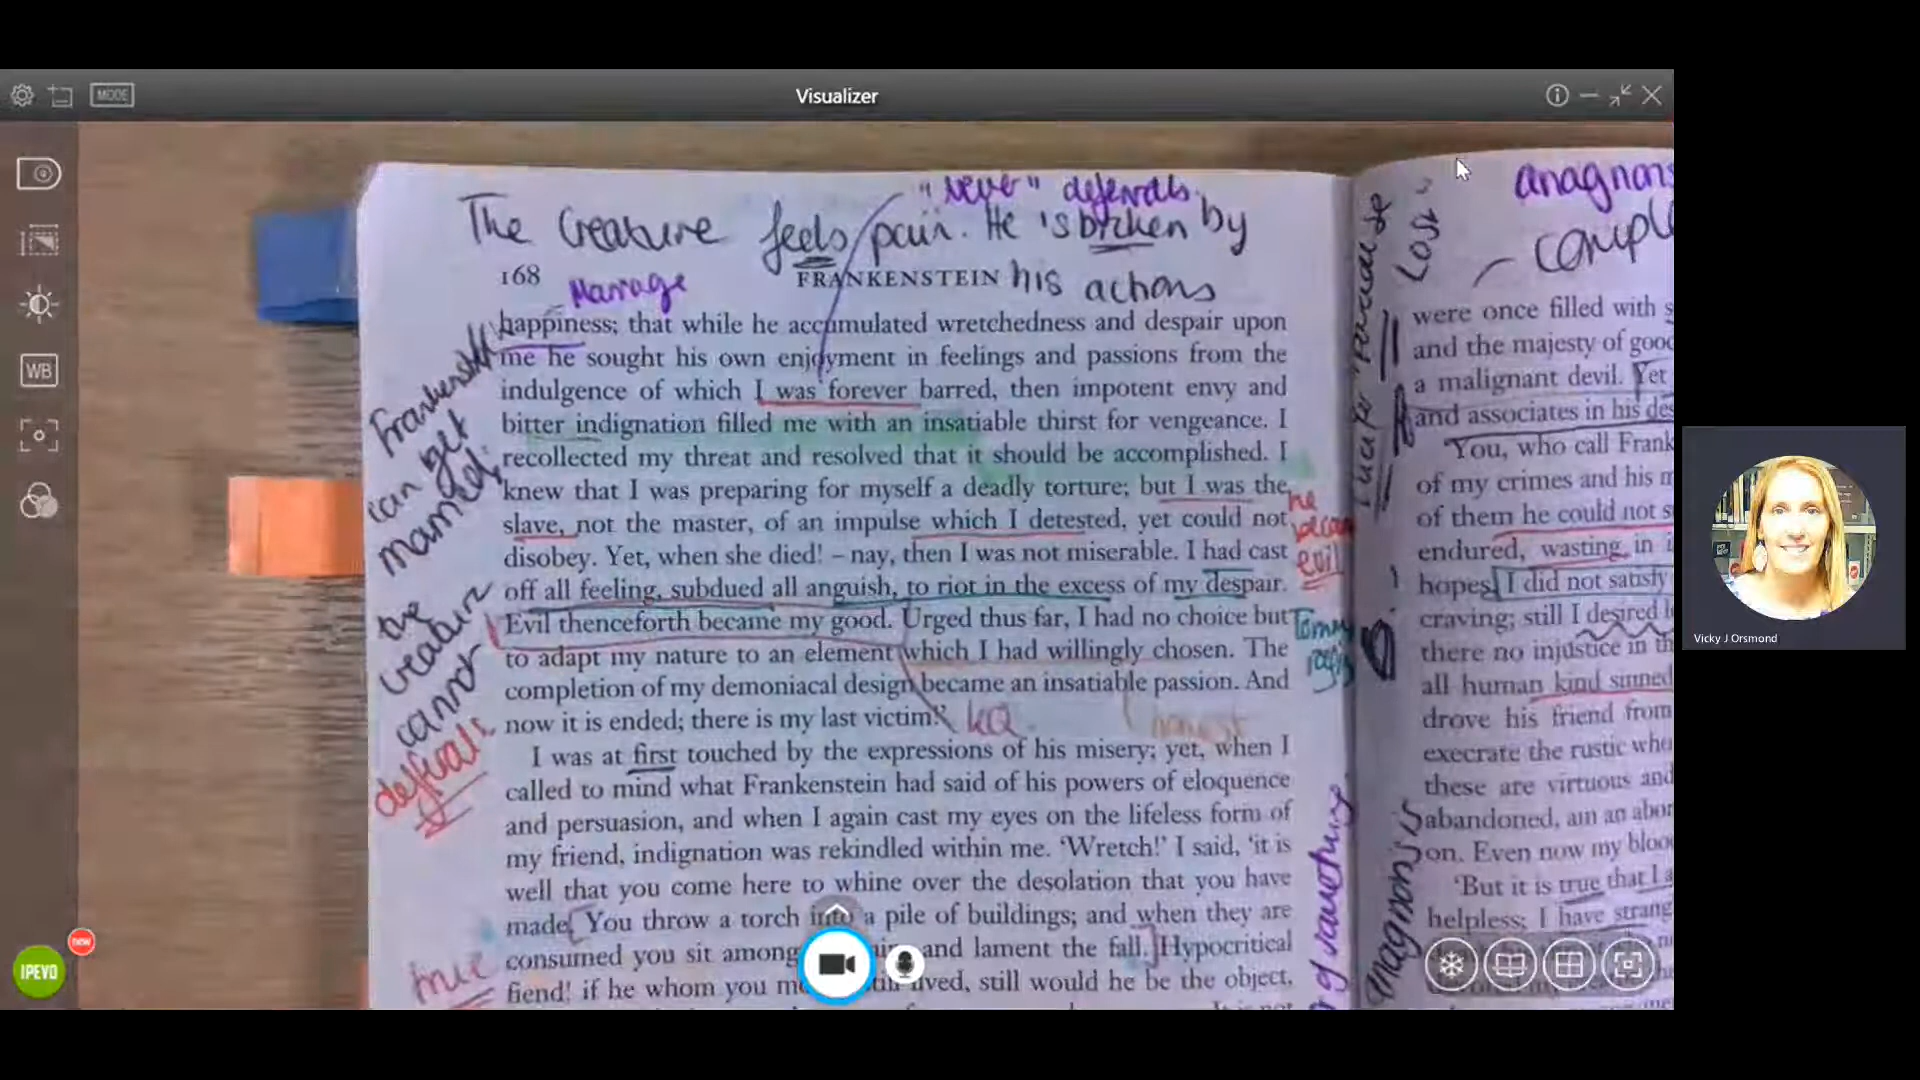 Visualizer
MODE
WB
IPEVO
new
"never" deferrals
The Creature feels pain. He is broken by
his actions
168
Marriage
FRANKENSTEIN
happiness; that while he accumulated wretchedness and despair upon
me he sought his own enjoyment in feelings and passions from the
indulgence of which I was forever barred, then impotent envy and
bitter indignation filled me with an insatiable thirst for vengeance. I
recollected my threat and resolved that it should be accomplished. I
knew that I was preparing for myself a deadly torture; but I was the
slave, not the master, of an impulse which I detested, yet could not
disobey. Yet, when she died! – nay, then I was not miserable. I had cast
off all feeling, subdued all anguish, to riot in the excess of my despair.
Evil thenceforth became my good. Urged thus far, I had no choice but
to adapt my nature to an element which I had willingly chosen. The
completion of my demoniacal design became an insatiable passion. And
now it is ended; there is my last victim!'
KQ.
honest
I was at first touched by the expressions of his misery; yet, when I
called to mind what Frankenstein had said of his powers of eloquence
and persuasion, and when I again cast my eyes on the lifeless form of
my friend, indignation was rekindled within me. 'Wretch!' I said, 'it is
well that you come here to whine over the desolation that you have
made. You throw a torch into a pile of buildings; and when they are
consumed you sit among and lament the fall. Hypocritical
fiend! if he whom you lived, still would he be the object,
Frankenstein
can get
married
the
creature
cannot
deferrals
true
he
evil
of something
anagnorisis
Paradise
Lost
compl
were once filled with s
and the majesty of good
a malignant devil. Yet
and associates in his des
You, who call Frank
of my crimes and his m
of them he could not s
endured, wasting in i
hopes, I did not satisfy
craving; still I desired l
there no injustice in th
all human kind sinned
drove his friend from
execrate the rustic who
these are virtuous and
abandoned, am an abor
on. Even now my bloo
'But it is true that I a
helpless; I have strang
Vicky J Orsmond